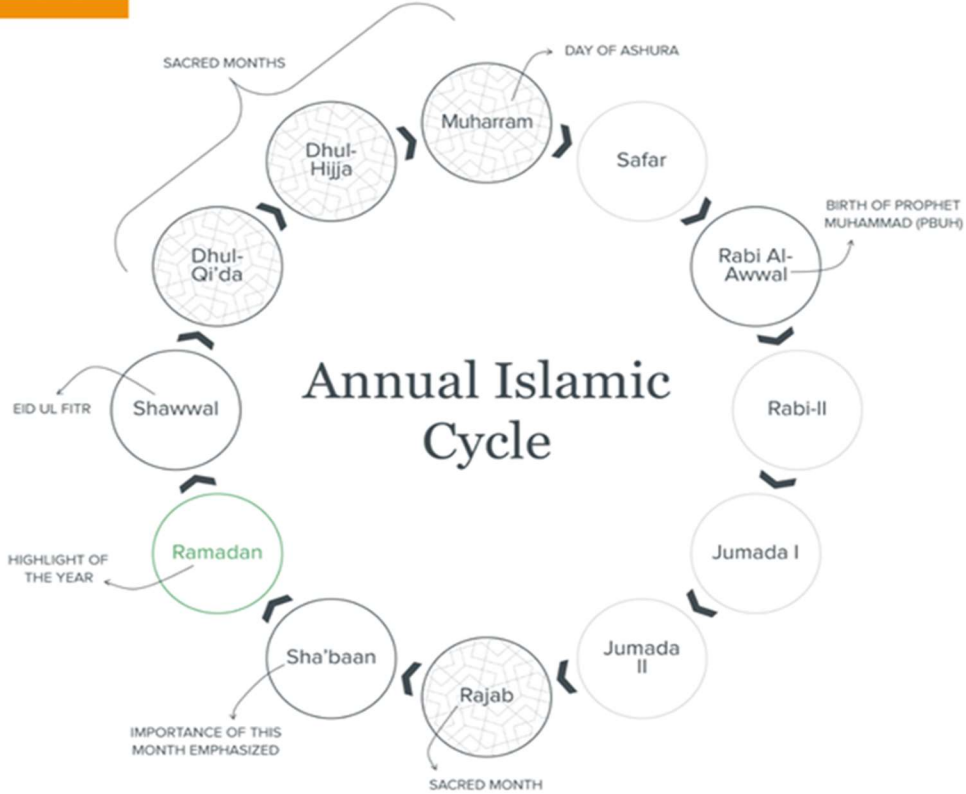 SACRED MONTHS
DAY OF ASHURA
Muharram
Dhul-
Hijja
Safar
BIRTH OF PROPHET
MUHAMMAD (PBUH)
Dhul-
Qi'da
Rabi Al-
Awwal
Annual Islamic
Cycle
EID UL FITR
Shawwal
Rabi-II
HIGHLIGHT OF
THE YEAR
Ramadan
Jumada I
Sha'baan
Jumada
II
Rajab
IMPORTANCE OF THIS
MONTH EMPHASIZED
SACRED MONTH